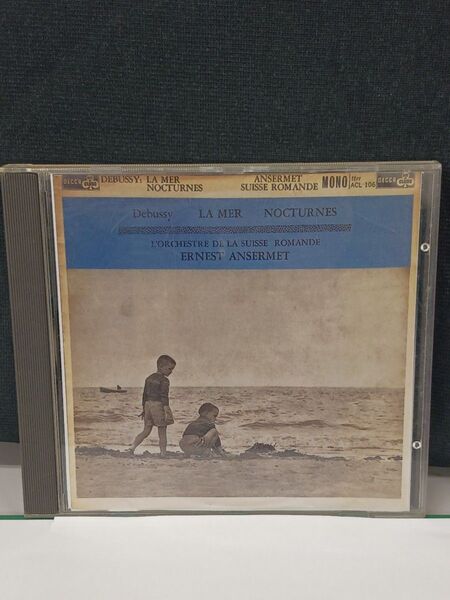 DECCA DEBUSSY: LA MER ANSERMET MONO ffrr DECCA
NOCTURNES SUISSE ROMANDE ACL 106
Debussy LA MER NOCTURNES
L'ORCHESTRE DE LA SUISSE ROMANDE
ERNEST ANSERMET